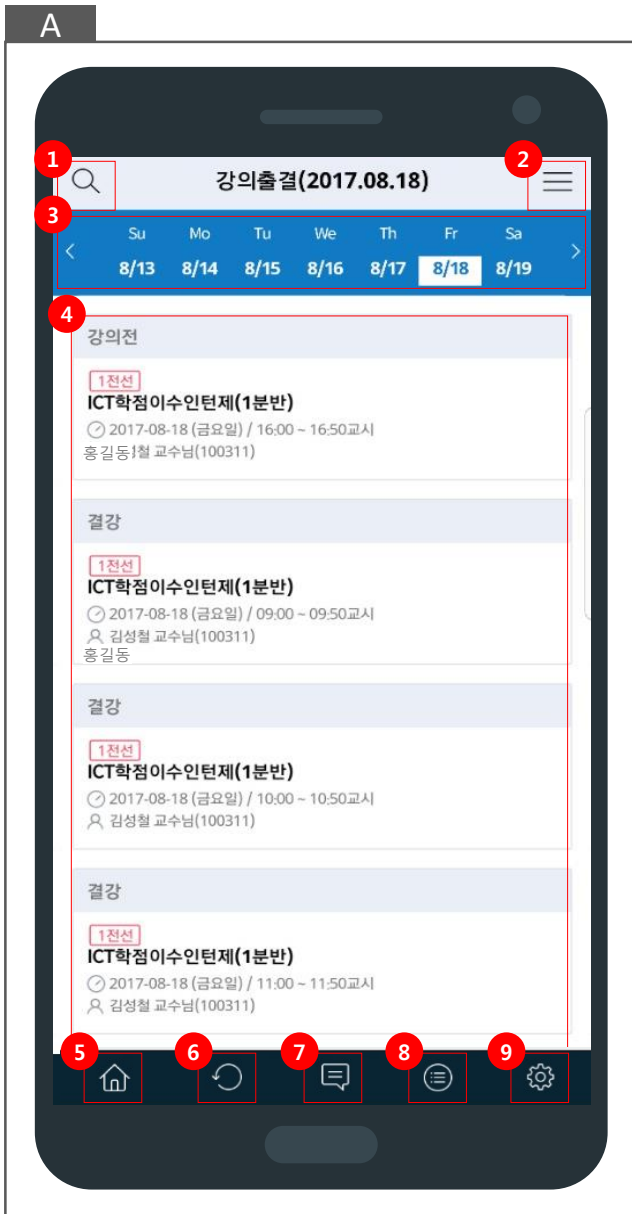 A
1
2
강의출결(2017.08.18)
3
Su Mo Tu We Th Fr Sa
8/13 8/14 8/15 8/16 8/17 8/18 8/19
4
강의전
1전선
ICT학점이수인턴제(1분반)
2017-08-18 (금요일) / 16:00 ~ 16:50교시
홍길동철 교수님(100311)
결강
1전선
ICT학점이수인턴제(1분반)
2017-08-18 (금요일) / 09:00 ~ 09:50교시
김성철 교수님(100311)
홍길동
결강
1전선
ICT학점이수인턴제(1분반)
2017-08-18 (금요일) / 10:00 ~ 10:50교시
김성철 교수님(100311)
결강
1전선
ICT학점이수인턴제(1분반)
2017-08-18 (금요일) / 11:00 ~ 11:50교시
김성철 교수님(100311)
5 6 7 8 9